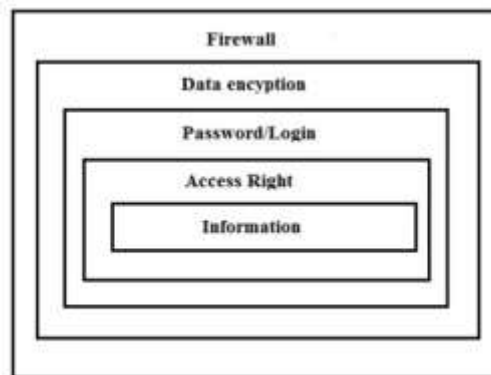 Firewall
Data encyption
Password/Login
Access Right
Information